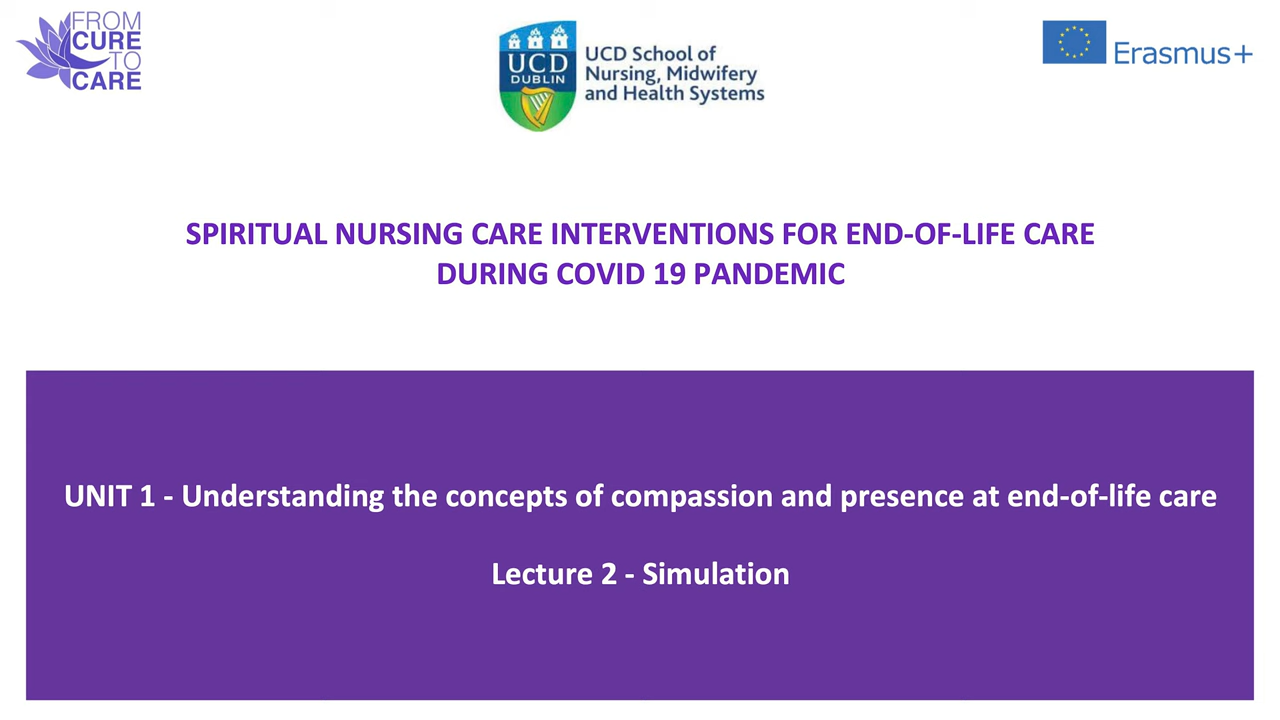 FROM
CURE
TO
CARE
UCD
DUBLIN
UCD School of
Nursing, Midwifery
and Health Systems
Erasmus+
SPIRITUAL NURSING CARE INTERVENTIONS FOR END-OF-LIFE CARE
DURING COVID 19 PANDEMIC
UNIT 1 - Understanding the concepts of compassion and presence at end-of-life care
Lecture 2 - Simulation